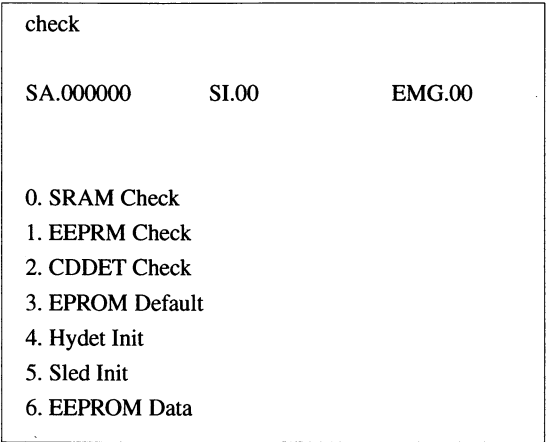 check
SA.000000 SI.00 EMG.00
0. SRAM Check
1. EEPRM Check
2. CDDET Check
3. EPROM Default
4. Hydet Init
5. Sled Init
6. EEPROM Data